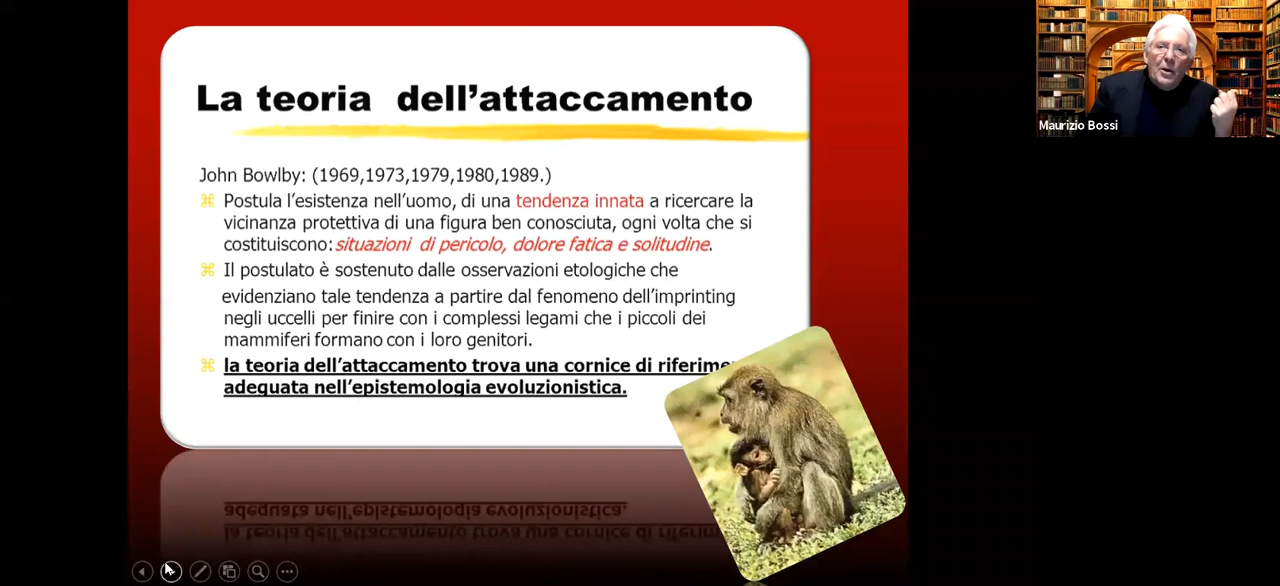 La teoria dell'attaccamento
John Bowlby: (1969,1973,1979,1980,1989.)
Postula l'esistenza nell'uomo, di una tendenza innata a ricercare la
vicinanza protettiva di una figura ben conosciuta, ogni volta che si
costituiscono: situazioni di pericolo, dolore fatica e solitudine.
Il postulato è sostenuto dalle osservazioni etologiche che
evidenziano tale tendenza a partire dal fenomeno dell'imprinting
negli uccelli per finire con i complessi legami che i piccoli dei
mammiferi formano con i loro genitori.
la teoria dell'attaccamento trova una cornice di riferime
adeguata nell'epistemologia evoluzionistica.
Maurizio Bossi